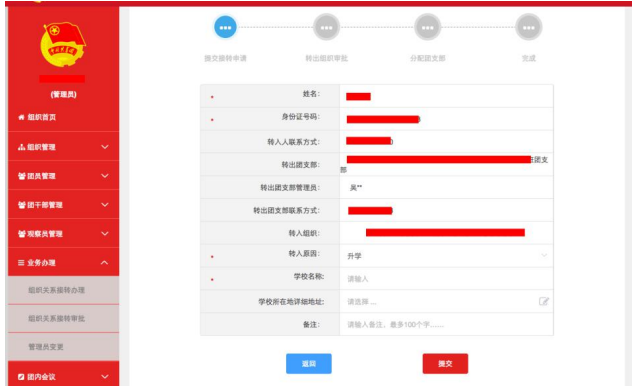 (管理员)
组织首页
组织管理
团员管理
团干部管理
观察员管理
业务办理
组织关系接转办理
组织关系接转审批
管理员变更
团内会议
提交接转申请
转出组织审批
分配团支部
完成
* 姓名:
* 身份证号码:
转入人联系方式:
转出团支部:
团支
部
转出团支部管理员: 吴**
转出团支部联系方式:
转入组织:
* 转入原因: 升学
* 学校名称: 请输入
学校所在地详细地址: 请选择 ...
备注: 请输入备注，最多100个字......
返回
提交